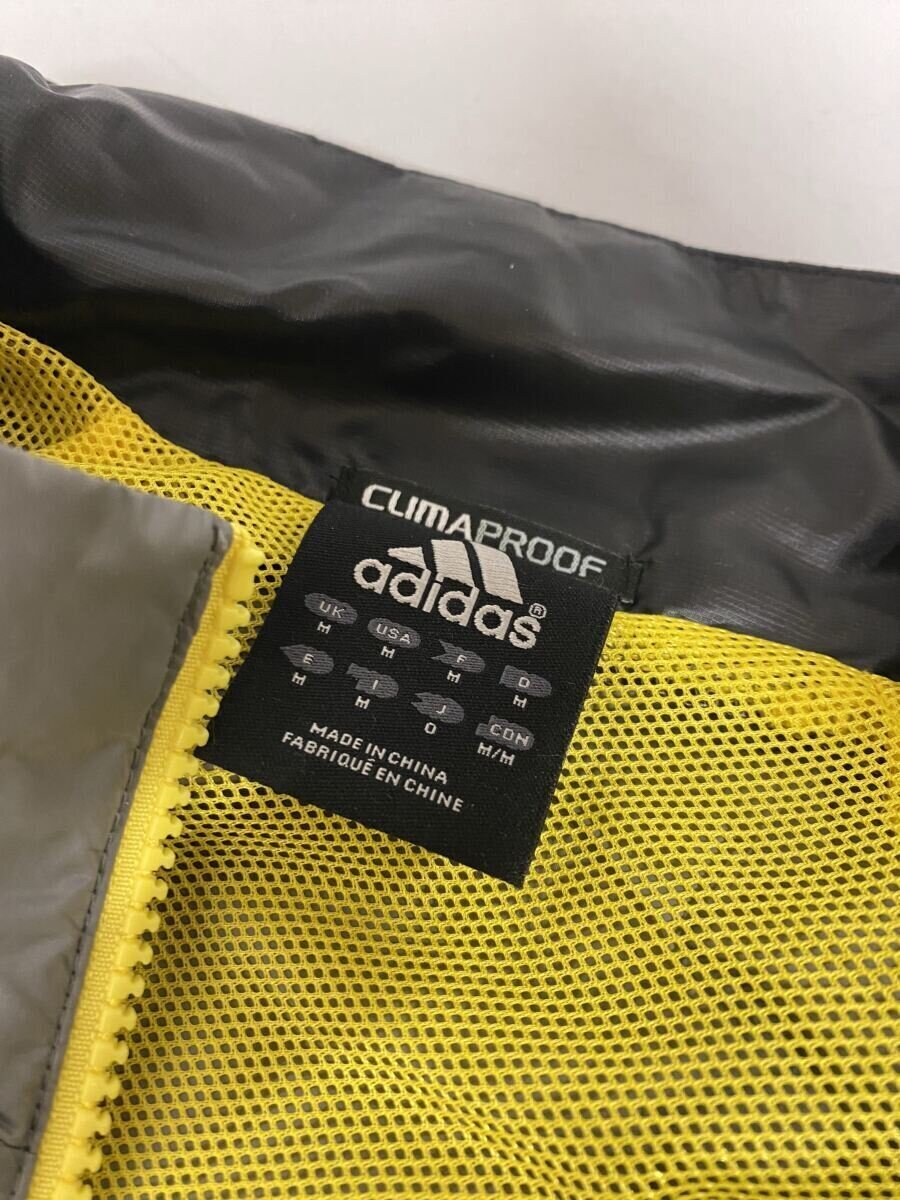 CLIMAPROOF
adidas®
UK USA F D
M M M M
E I J CDN
M M O M/M
MADE IN CHINA
FABRIQUÉ EN CHINE